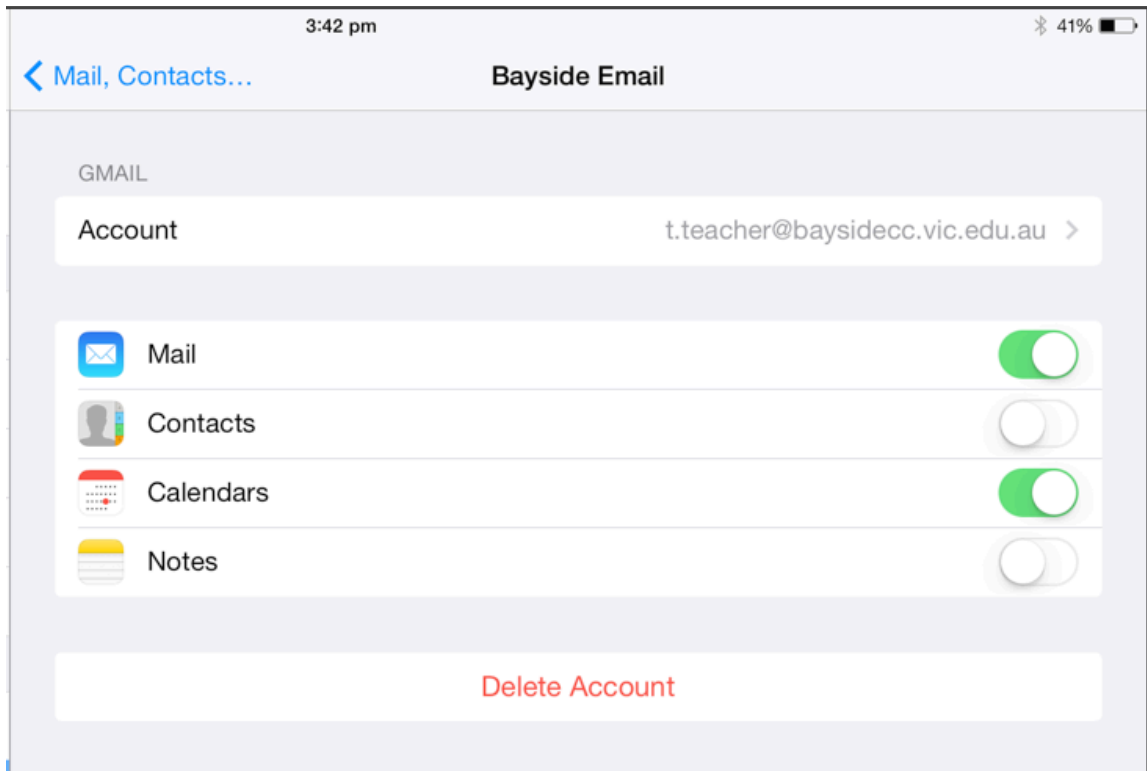 3:42 pm 41%
Mail, Contacts... Bayside Email
GMAIL
Account t.teacher@baysidecc.vic.edu.au
Mail
Contacts
Calendars
Notes
Delete Account